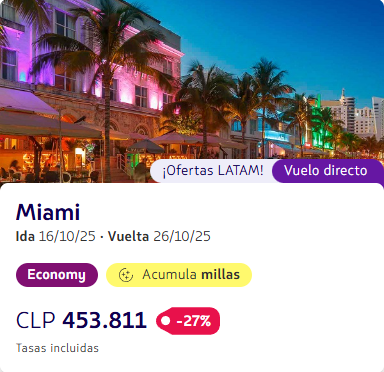 ¡Ofertas LATAM! Vuelo directo
Miami
Ida 16/10/25 · Vuelta 26/10/25
Economy Acumula millas
CLP 453.811 -27%
Tasas incluidas